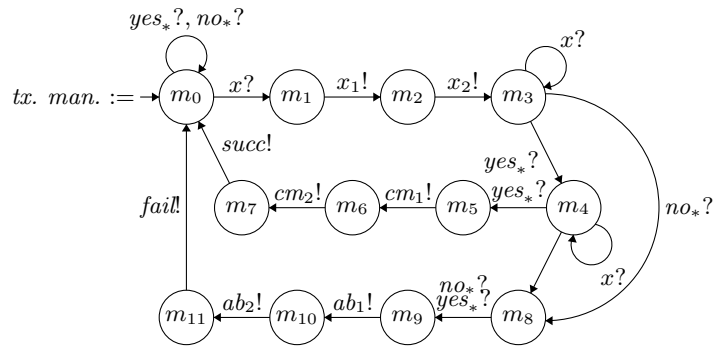 yes*?, no*?
x?
tx. man. := m0 x? m1 x1! m2 x2! m3
succ! yes*?
fail! m7 cm2! m6 cm1! m5 yes*? m4 no*?
no*? x?
m11 ab2! m10 ab1! m9 yes*? m8